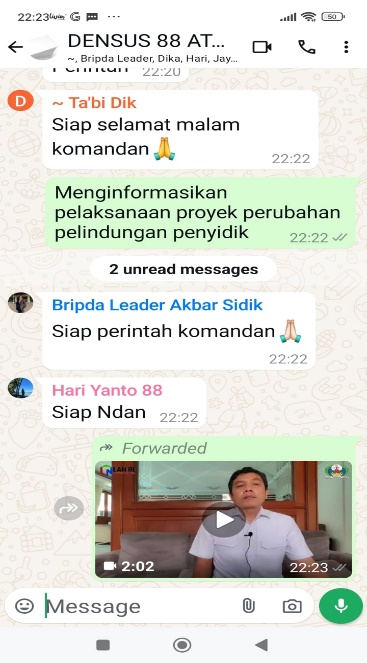 22:23
50
DENSUS 88 AT...
~, Bripda Leader, Dika, Hari, Jay...
22:20
D
~ Ta'bi Dik
Siap selamat malam
komandan🙏
22:22
Menginformasikan
pelaksanaan proyek perubahan
pelindungan penyidik
22:22
2 unread messages
Bripda Leader Akbar Sidik
Siap perintah komandan🙏🏻
22:22
Hari Yanto 88
Siap Ndan
22:22
Forwarded
2:02
22:23
Message